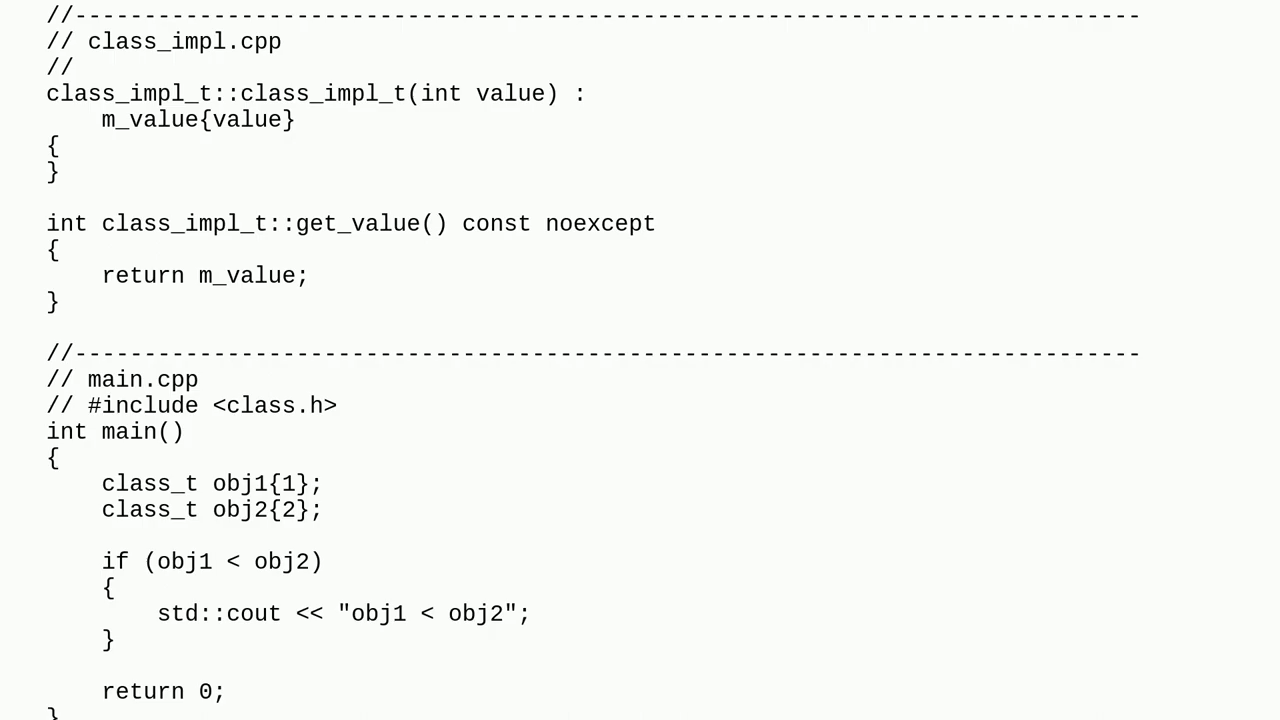 //-----------------------------------------------------------------------------
// class_impl.cpp
//
class_impl_t::class_impl_t(int value) :
    m_value{value}
{
}

int class_impl_t::get_value() const noexcept
{
    return m_value;
}

//-----------------------------------------------------------------------------
// main.cpp
// #include <class.h>
int main()
{
    class_t obj1{1};
    class_t obj2{2};

    if (obj1 < obj2)
    {
        std::cout << "obj1 < obj2";
    }

    return 0;
}